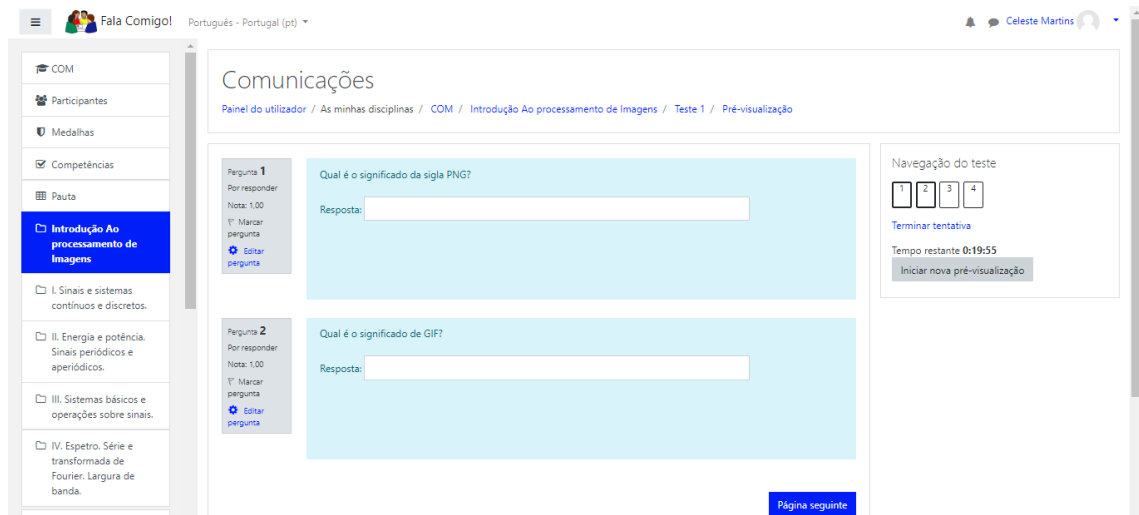 Fala Comigo! Português - Portugal (pt)
Celeste Martins
COM
Participantes
Medalhas
Competências
Pauta
Introdução Ao
processamento de
Imagens
I. Sinais e sistemas
contínuos e discretos.
II. Energia e potência.
Sinais periódicos e
aperiódicos.
III. Sistemas básicos e
operações sobre sinais.
IV. Espetro. Série e
transformada de
Fourier. Largura de
banda.
Comunicações
Painel do utilizador / As minhas disciplinas / COM / Introdução Ao processamento de Imagens / Teste 1 / Pré-visualização
Pergunta 1
Por responder
Nota: 1,00
Marcar
pergunta
Editar
pergunta
Qual é o significado da sigla PNG?
Resposta:
Pergunta 2
Por responder
Nota: 1,00
Marcar
pergunta
Editar
pergunta
Qual é o significado de GIF?
Resposta:
Página seguinte
Navegação do teste
1 2 3 4
Terminar tentativa
Tempo restante 0:19:55
Iniciar nova pré-visualização